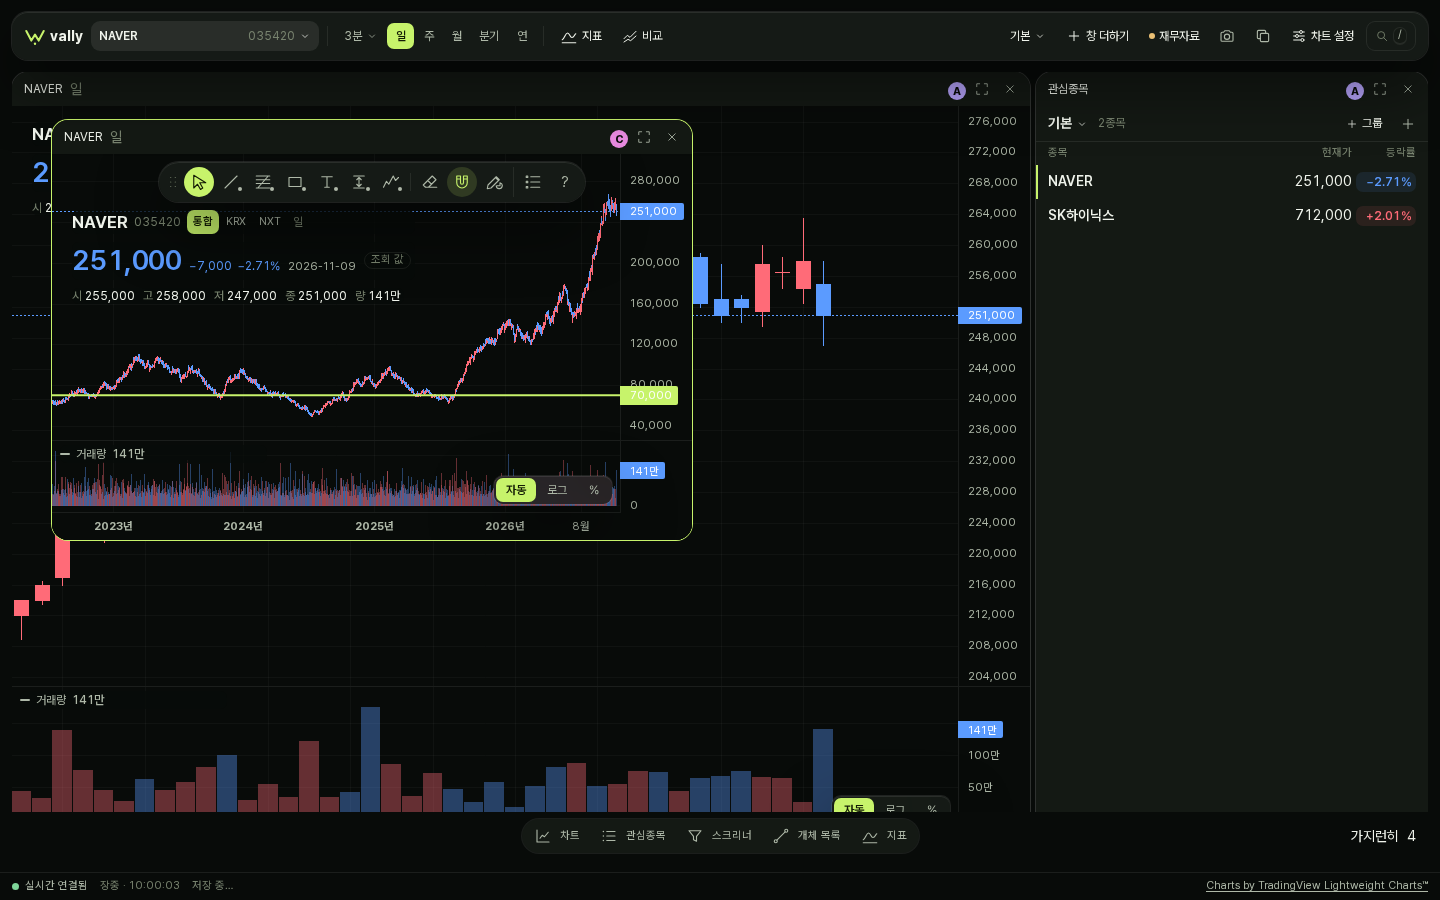 vally NAVER 035420 3분 일 주 월 분기 연 지표 비교 기본 창 더하기 재무자료 차트 설정 /
NAVER 일 A
관심종목 A
NAVER 일 C
기본 2종목 + 그룹
종목 현재가 등락률
NAVER 251,000 −2.71%
SK하이닉스 712,000 +2.01%
NA
2
시 2
T ?
NAVER 035420 통합 KRX NXT 일
251,000 −7,000 −2.71% 2026-11-09 조회 값
시 255,000 고 258,000 저 247,000 종 251,000 량 141만
280,000
251,000
200,000
160,000
120,000
80,000
70,000
40,000
거래량 141만
141만
자동 로그 %
0
2023년 2024년 2025년 2026년 8월
276,000
272,000
268,000
264,000
260,000
256,000
251,000
248,000
244,000
240,000
236,000
232,000
228,000
224,000
220,000
216,000
212,000
208,000
204,000
거래량 141만
141만
100만
50만
자동 로그 %
차트 관심종목 스크리너 개체 목록 지표
가지런히 4
실시간 연결됨 장중 · 10:00:03 저장 중…
Charts by TradingView Lightweight Charts™